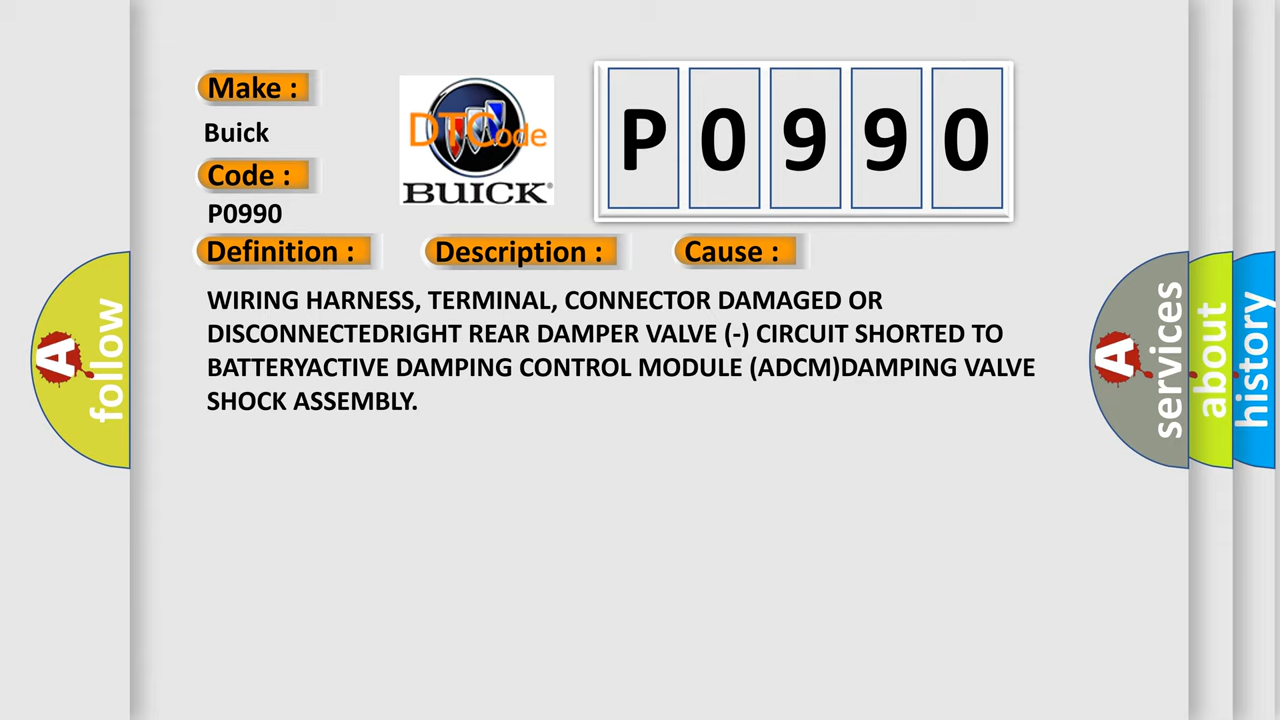 Make :
Buick
Code :
P0990
DTCode
BUICK
P0990
Definition :
Description :
Cause :
WIRING HARNESS, TERMINAL, CONNECTOR DAMAGED OR
DISCONNECTEDRIGHT REAR DAMPER VALVE (-) CIRCUIT SHORTED TO
BATTERYACTIVE DAMPING CONTROL MODULE (ADCM)DAMPING VALVE
SHOCK ASSEMBLY.
A follow
A services
about
history